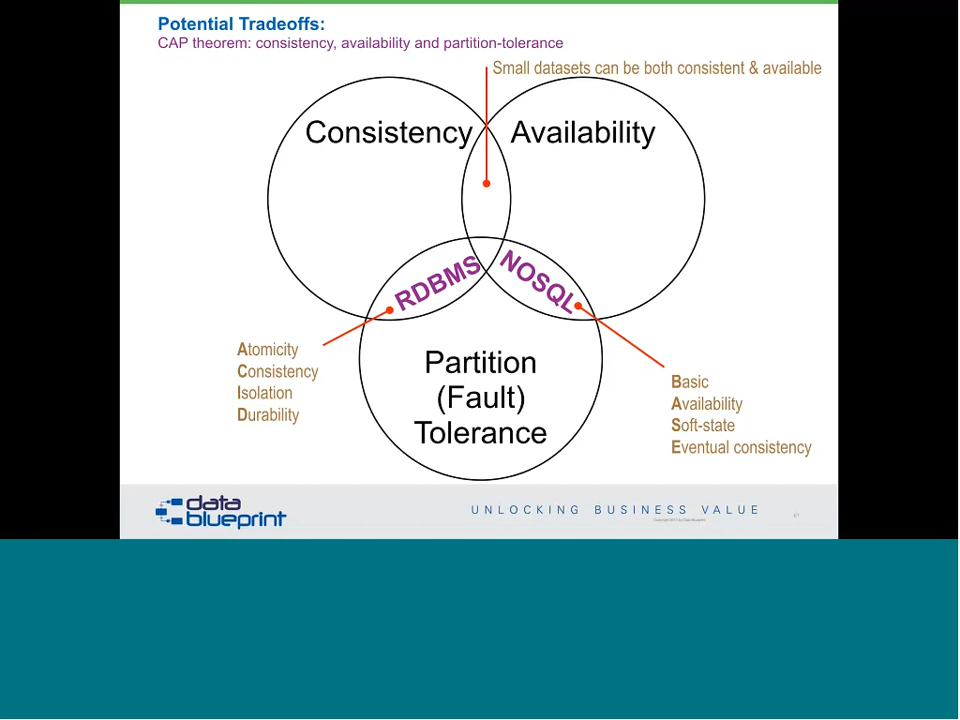 Potential Tradeoffs:
CAP theorem: consistency, availability and partition-tolerance
Small datasets can be both consistent & available
Consistency
Availability
RDBMS
NOSQL
Atomicity
Consistency
Isolation
Durability
Partition
(Fault)
Tolerance
Basic
Availability
Soft-state
Eventual consistency
data
blueprint
UNLOCKING BUSINESS VALUE